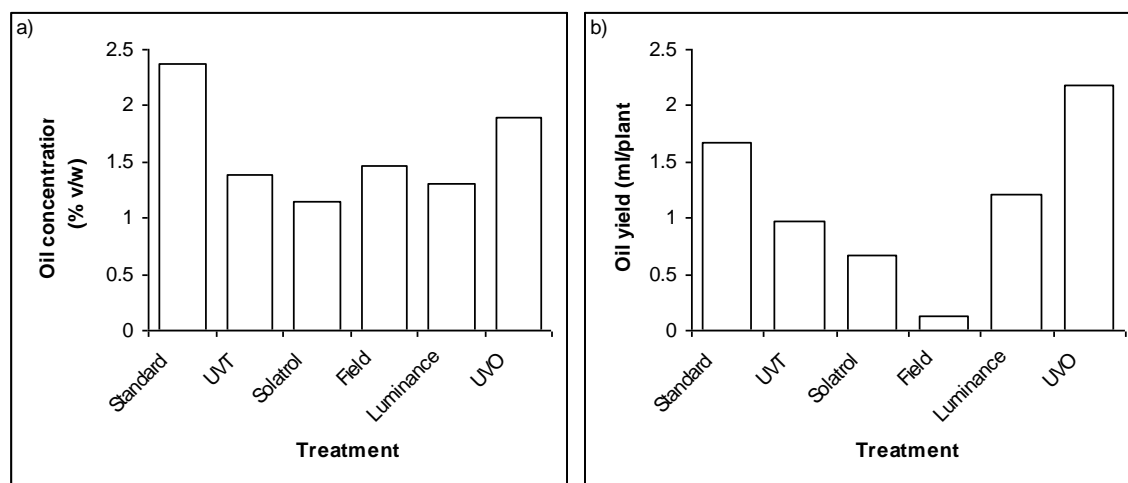 a)
Oil concentration
(% v/w)
2.5
2
1.5
1
0.5
0
Standard
UVT
Solatrol
Field
Luminance
UVO
Treatment
b)
Oil yield (ml/plant
2.5
2
1.5
1
0.5
0
Standard
UVT
Solatrol
Field
Luminance
UVO
Treatment